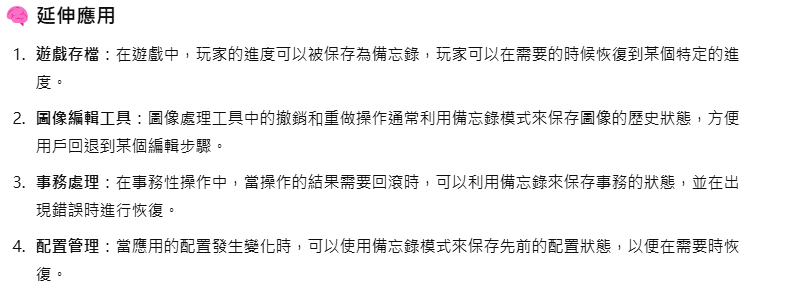 延伸應用
1. 遊戲存檔：在遊戲中，玩家的進度可以被保存為備忘錄，玩家可以在需要的時候恢復到某個特定的進
度。
2. 圖像編輯工具：圖像處理工具中的撤銷和重做操作通常利用備忘錄模式來保存圖像的歷史狀態，方便
用戶回退到某個編輯步驟。
3. 事務處理：在事務性操作中，當操作的結果需要回滾時，可以利用備忘錄來保存事務的狀態，並在出
現錯誤時進行恢復。
4. 配置管理：當應用的配置發生變化時，可以使用備忘錄模式來保存先前的配置狀態，以便在需要時恢
復。